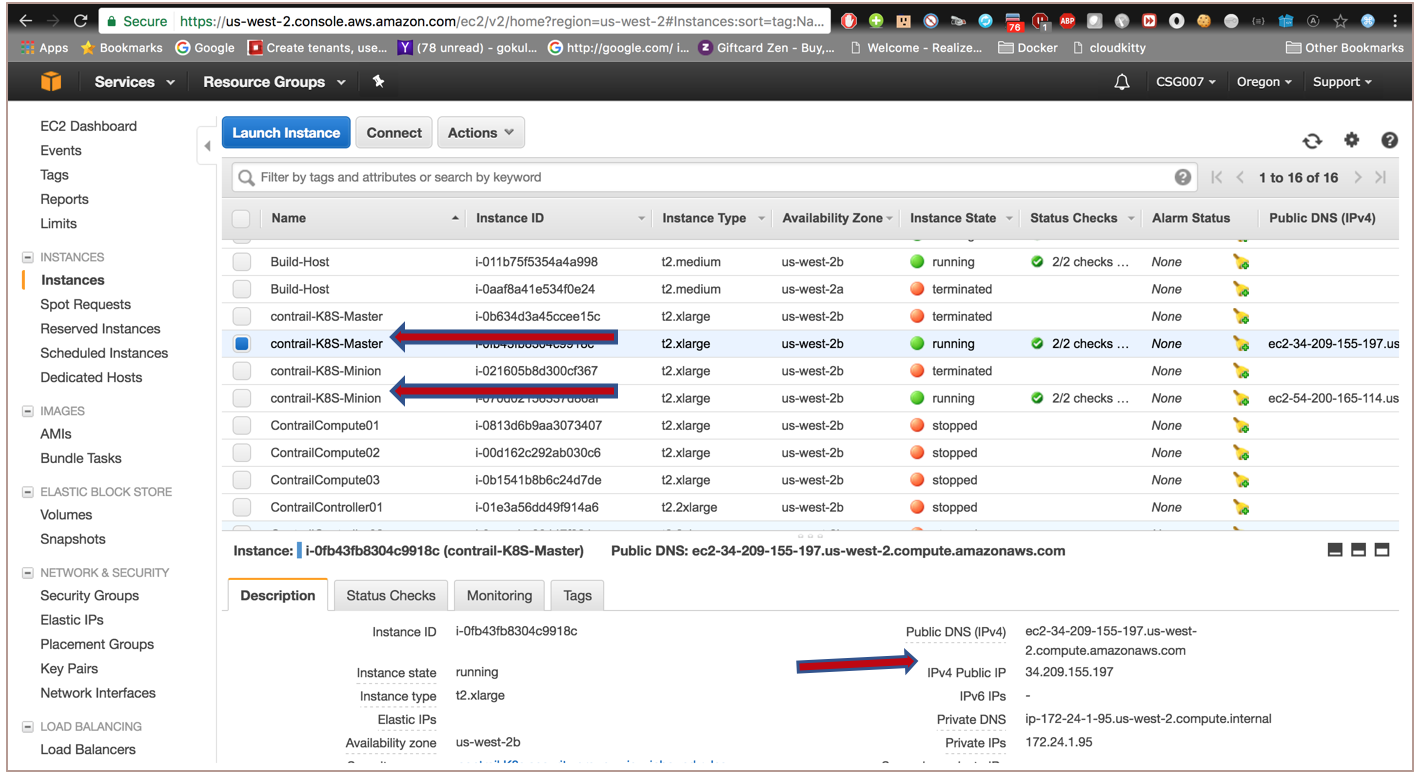 Secure https://us-west-2.console.aws.amazon.com/ec2/v2/home?region=us-west-2#Instances:sort=tag:Na... 76 1 ABP
Apps Bookmarks Google Create tenants, use... (78 unread) - gokul... http://google.com/ i... Giftcard Zen - Buy,... Welcome - Realize... Docker cloudkitty Other Bookmarks
Services Resource Groups CSG007 Oregon Support
EC2 Dashboard
Events
Tags
Reports
Limits
INSTANCES
Instances
Spot Requests
Reserved Instances
Scheduled Instances
Dedicated Hosts
IMAGES
AMIs
Bundle Tasks
ELASTIC BLOCK STORE
Volumes
Snapshots
NETWORK & SECURITY
Security Groups
Elastic IPs
Placement Groups
Key Pairs
Network Interfaces
LOAD BALANCING
Load Balancers
Launch Instance Connect Actions
Filter by tags and attributes or search by keyword 1 to 16 of 16
Name Instance ID Instance Type Availability Zone Instance State Status Checks Alarm Status Public DNS (IPv4)
Build-Host i-011b75f5354a4a998 t2.medium us-west-2b running 2/2 checks ... None
Build-Host i-0aaf8a41e534f0e24 t2.medium us-west-2a terminated None
contrail-K8S-Master i-0b634d3a45ccee15c t2.xlarge us-west-2b terminated None
contrail-K8S-Master t2.xlarge us-west-2b running 2/2 checks ... None ec2-34-209-155-197.us
contrail-K8S-Minion i-021605b8d300cf367 t2.xlarge us-west-2b terminated None
contrail-K8S-Minion t2.xlarge us-west-2b running 2/2 checks ... None ec2-54-200-165-114.us
ContrailCompute01 i-0813d6b9aa3073407 t2.xlarge us-west-2b stopped None
ContrailCompute02 i-00d162c292ab030c6 t2.xlarge us-west-2b stopped None
ContrailCompute03 i-0b1541b8b6c24d7de t2.xlarge us-west-2b stopped None
ContrailController01 i-01e3a56dd49f914a6 t2.2xlarge us-west-2b stopped None
Instance: i-0fb43fb8304c9918c (contrail-K8S-Master) Public DNS: ec2-34-209-155-197.us-west-2.compute.amazonaws.com
Description Status Checks Monitoring Tags
Instance ID i-0fb43fb8304c9918c
Instance state running
Instance type t2.xlarge
Elastic IPs
Availability zone us-west-2b
Public DNS (IPv4) ec2-34-209-155-197.us-west-
2.compute.amazonaws.com
IPv4 Public IP 34.209.155.197
IPv6 IPs -
Private DNS ip-172-24-1-95.us-west-2.compute.internal
Private IPs 172.24.1.95